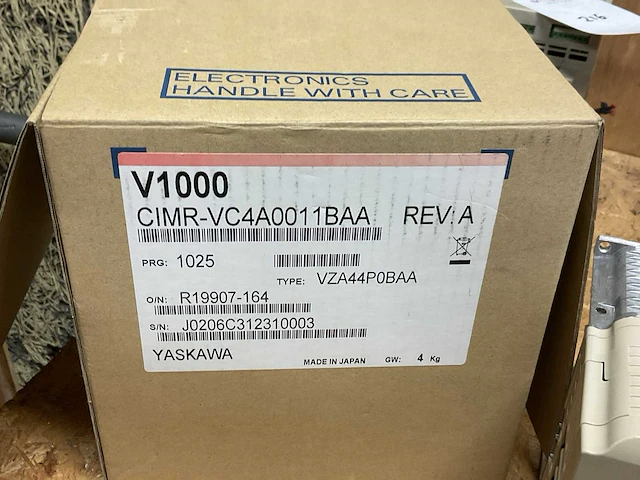 216
ELECTRONICS
HANDLE WITH CARE
V1000
CIMR-VC4A0011BAA REV: A
PRG: 1025
TYPE: VZA44P0BAA
O/N: R19907-164
S/N: J0206C312310003
YASKAWA MADE IN JAPAN GW: 4 Kg